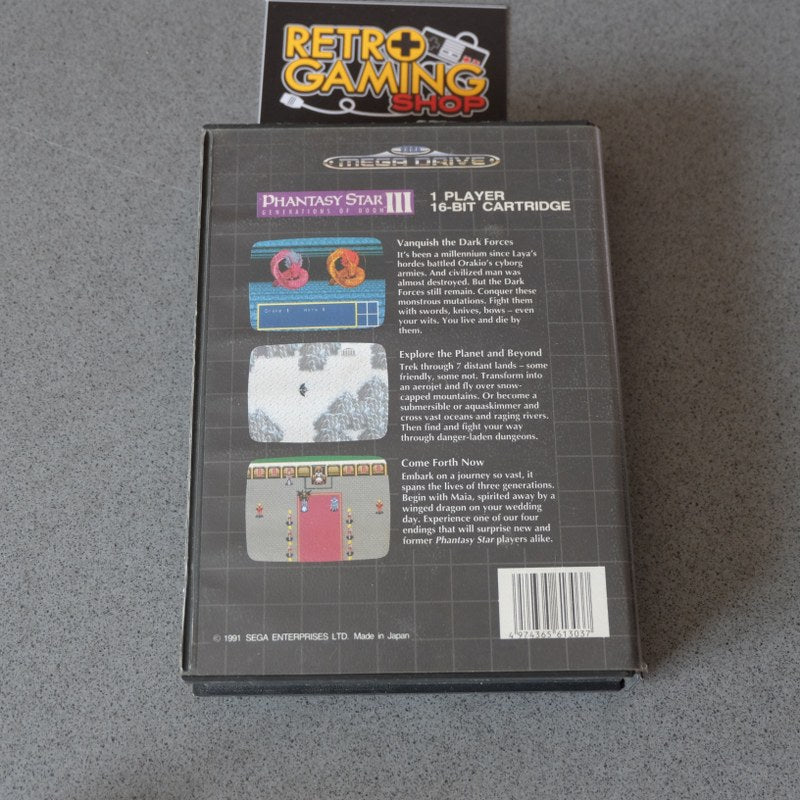 RETRO
GAMING
SHOP
SEGA
MEGA DRIVE
PHANTASY STAR III
GENERATIONS OF DOOM
1 PLAYER
16-BIT CARTRIDGE
Vanquish the Dark Forces
It's been a millennium since Laya's
hordes battled Orakio's cyborg
armies. And civilized man was
almost destroyed. But the Dark
Forces still remain. Conquer these
monstrous mutations. Fight them
with swords, knives, bows – even
your wits. You live and die by
them.
Explore the Planet and Beyond
Trek through 7 distant lands – some
friendly, some not. Transform into
an aerojet and fly over snow-
capped mountains. Or become a
submersible or aquaskimmer and
cross vast oceans and raging rivers.
Then find and fight your way
through danger-laden dungeons.
Come Forth Now
Embark on a journey so vast, it
spans the lives of three generations.
Begin with Maia, spirited away by a
winged dragon on your wedding
day. Experience one of our four
endings that will surprise new and
former Phantasy Star players alike.
© 1991 SEGA ENTERPRISES LTD. Made in Japan
4 974365 613037